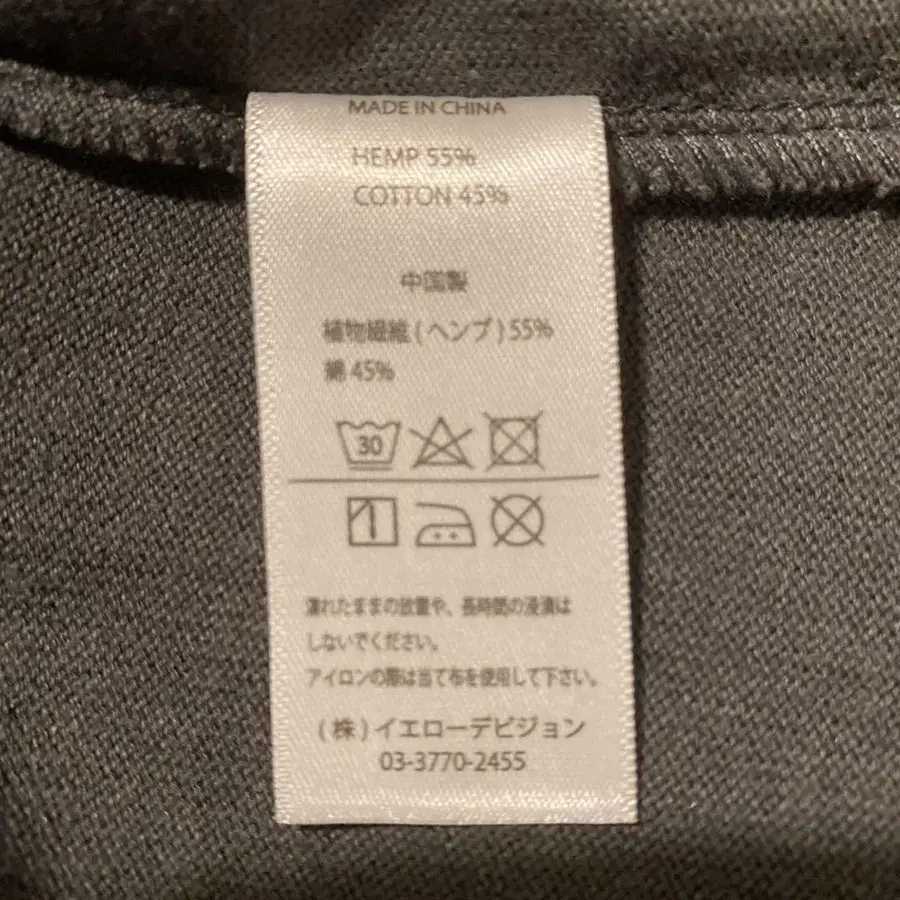 MADE IN CHINA
HEMP 55%
COTTON 45%
中国製
植物繊維 ( ヘンプ ) 55%
綿 45%
30
濡れたままの放置や、長時間の浸漬は
しないでください。
アイロンの際は当て布を使用して下さい。
( 株 ) イエローデビジョン
03-3770-2455